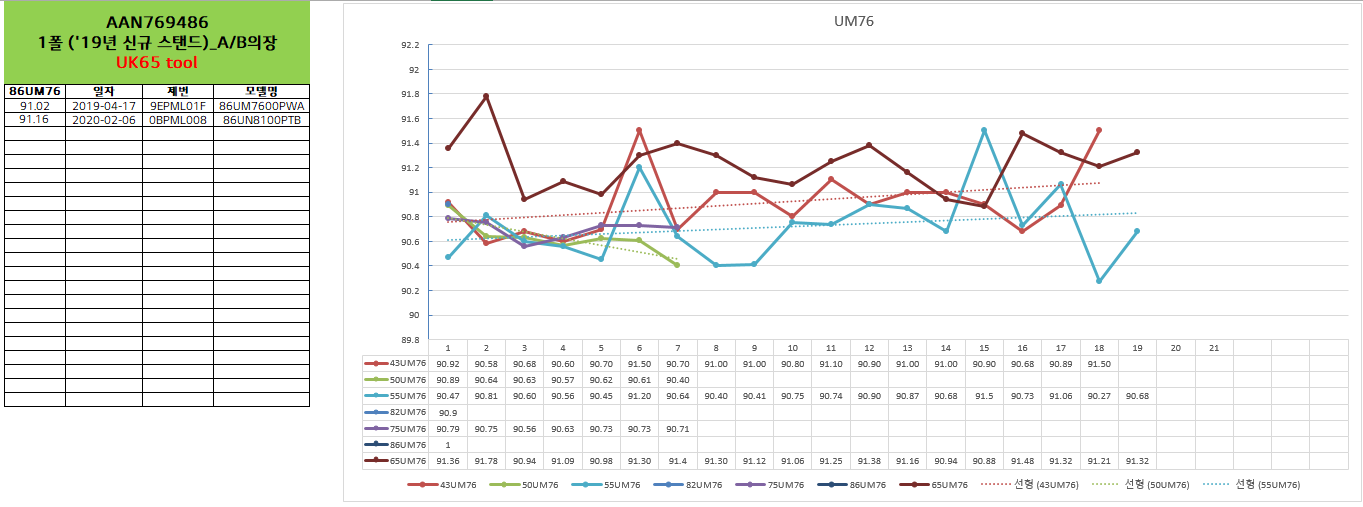 AAN769486
1폴 ('19년 신규 스탠드)_A/B의장
UK65 tool
86UM76 일자 제번 모델명
91.02 2019-04-17 9EPML01F 86UM7600PWA
91.16 2020-02-06 0BPML008 86UN8100PTB
UM76
92.2
92
91.8
91.6
91.4
91.2
91
90.8
90.6
90.4
90.2
90
89.8
1 2 3 4 5 6 7 8 9 10 11 12 13 14 15 16 17 18 19 20 21
43UM76 90.92 90.58 90.68 90.60 90.70 91.50 90.70 91.00 91.00 90.80 91.10 90.90 91.00 91.00 90.90 90.68 90.89 91.50
50UM76 90.89 90.64 90.63 90.57 90.62 90.61 90.40
55UM76 90.47 90.81 90.60 90.56 90.45 91.20 90.64 90.40 90.41 90.75 90.74 90.90 90.87 90.68 91.5 90.73 91.06 90.27 90.68
82UM76 90.9
75UM76 90.79 90.75 90.56 90.63 90.73 90.73 90.71
86UM76 1
65UM76 91.36 91.78 90.94 91.09 90.98 91.30 91.4 91.30 91.12 91.06 91.25 91.38 91.16 90.94 90.88 91.48 91.32 91.21 91.32
43UM76 50UM76 55UM76 82UM76 75UM76 86UM76 65UM76 선형 (43UM76) 선형 (50UM76) 선형 (55UM76)